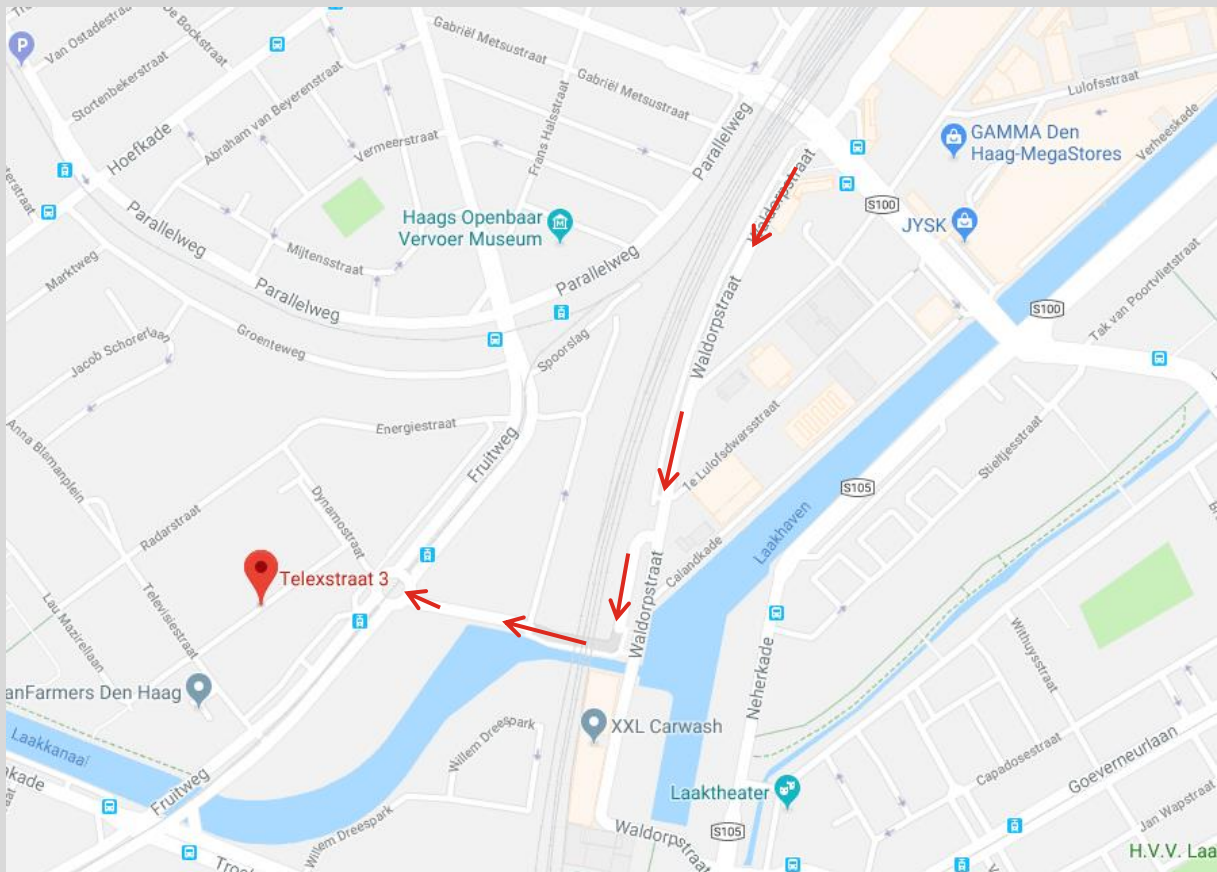 P
Van Ostadestraat
De Bockstraat
Gabriël Metsustraat
Gabriël Metsustraat
Stortenbekerstraat
Abraham van Beyerenstraat
Hoefkade
Vermeerstraat
Frans Halsstraat
Parallelweg
Waldorpstraat
Lulofsstraat
GAMMA Den
Haag-MegaStores
Verheeskade
S100
JYSK
Haags Openbaar
Vervoer Museum
Parallelweg
Mijtensstraat
Parallelweg
Marktweg
Parallelweg
Groenteweg
Jacob Schorerlaan
Spoorslag
Waldorpstraat
S100
Tak van Poortvlietstraat
Anna Blamanplein
Energiestraat
Fruitweg
1e Lulofsdwarsstraat
Stieltjesstraat
S105
Radarstraat
Dynamostraat
Laakhaven
Calandkade
Telexstraat 3
Televisiestraat
Lau Mazirellaan
Waldorpstraat
Withuysstraat
Neherkade
anFarmers Den Haag
XXL Carwash
Willem Dreespark
Laakkanaal
Capadosestraat
Goeverneurlaan
Fruitweg
nkade
Laaktheater
Willem Dreespark
Waldorpstraat
S105
Jan Wapstraat
H.V.V. Laa